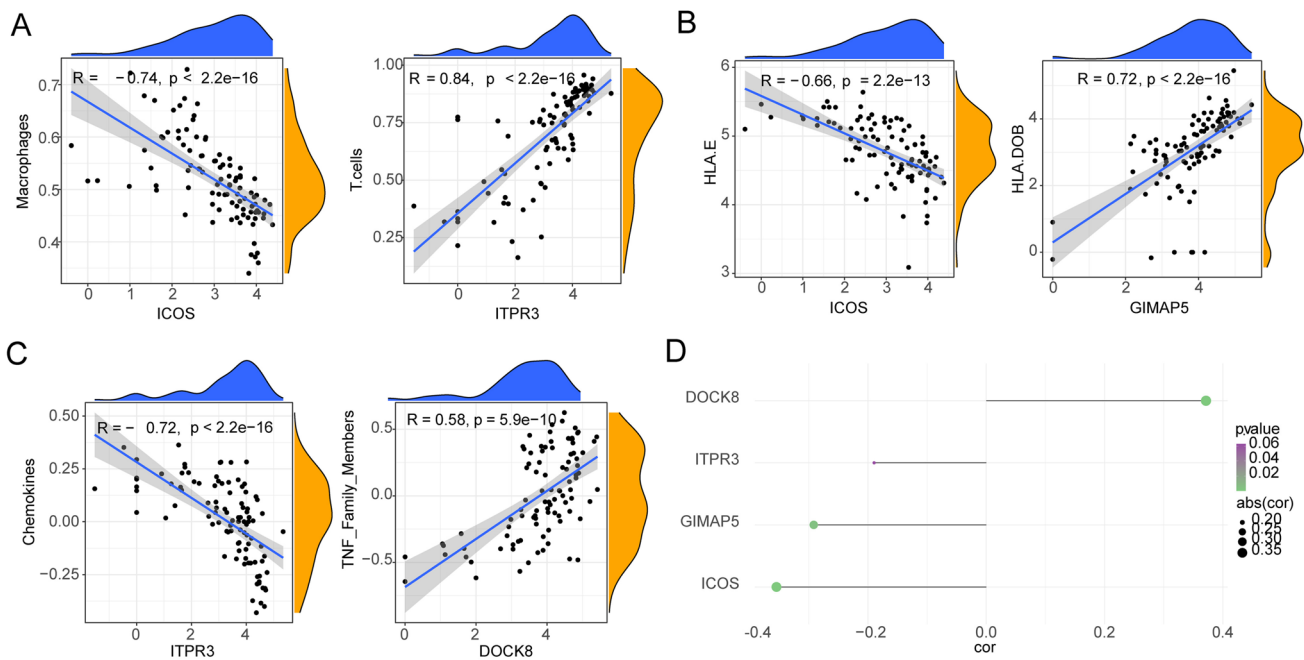 A
R = −0.74, p < 2.2e−16
Macrophages
0.7
0.6
0.5
0.4
0 1 2 3 4
ICOS
R = 0.84, p < 2.2e−16
T.cells
1.00
0.75
0.50
0.25
0 2 4
ITPR3
B
R = −0.66, p = 2.2e−13
HLA.E
6
5
4
3
0 1 2 3 4
ICOS
R = 0.72, p < 2.2e−16
HLA.DOB
4
2
0
0 2 4
GIMAP5
C
R = − 0.72, p < 2.2e−16
Chemokines
0.50
0.25
0.00
−0.25
0 2 4
ITPR3
R = 0.58, p = 5.9e−10
TNF_Family_Members
0.5
0.0
−0.5
0 2 4
DOCK8
D
DOCK8
ITPR3
GIMAP5
ICOS
-0.4 −0.2 0.0 0.2 0.4
cor
pvalue
0.06
0.04
0.02
abs(cor)
0.20
0.25
0.30
0.35